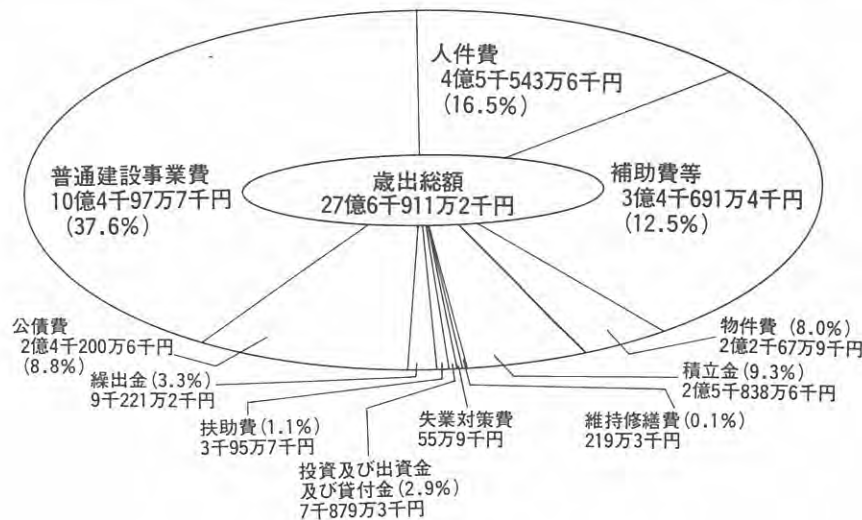 人件費
4億5千543万6千円
(16.5%)
普通建設事業費
10億4千97万7千円
(37.6%)
歳出総額
27億6千911万2千円
補助費等
3億4千691万4千円
(12.5%)
公債費
2億4千200万6千円
(8.8%)
繰出金(3.3%)
9千221万2千円
扶助費(1.1%)
3千95万7千円
投資及び出資金
及び貸付金(2.9%)
7千879万3千円
失業対策費
55万9千円
維持修繕費(0.1%)
219万3千円
積立金(9.3%)
2億5千838万6千円
物件費(8.0%)
2億2千67万9千円